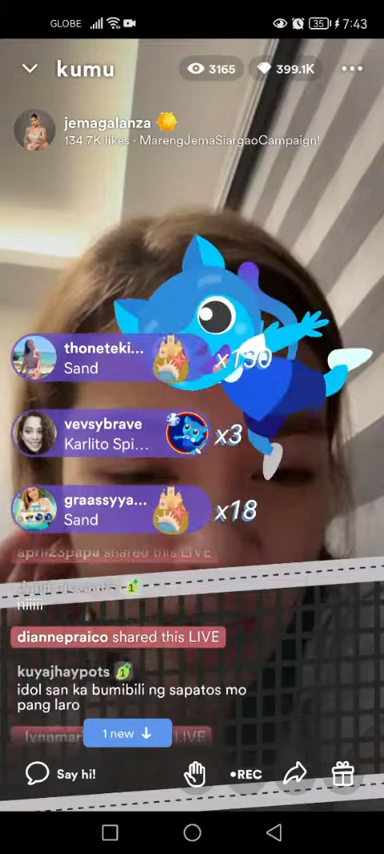 GLOBE
35
7:43
kumu
3165
399.1K
jemagalanza
134.7K likes · MarengJemaSiargaoCampaign!
thoneteki...
Sand
x130
vevsybrave
Karlito Spi...
x3
graassyya...
Sand
x18
april23papa shared this LIVE
diannepraico shared this LIVE
kuyajhaypots
idol san ka bumibili ng sapatos mo
pang laro
LIVE
1 new
Say hi!
•REC